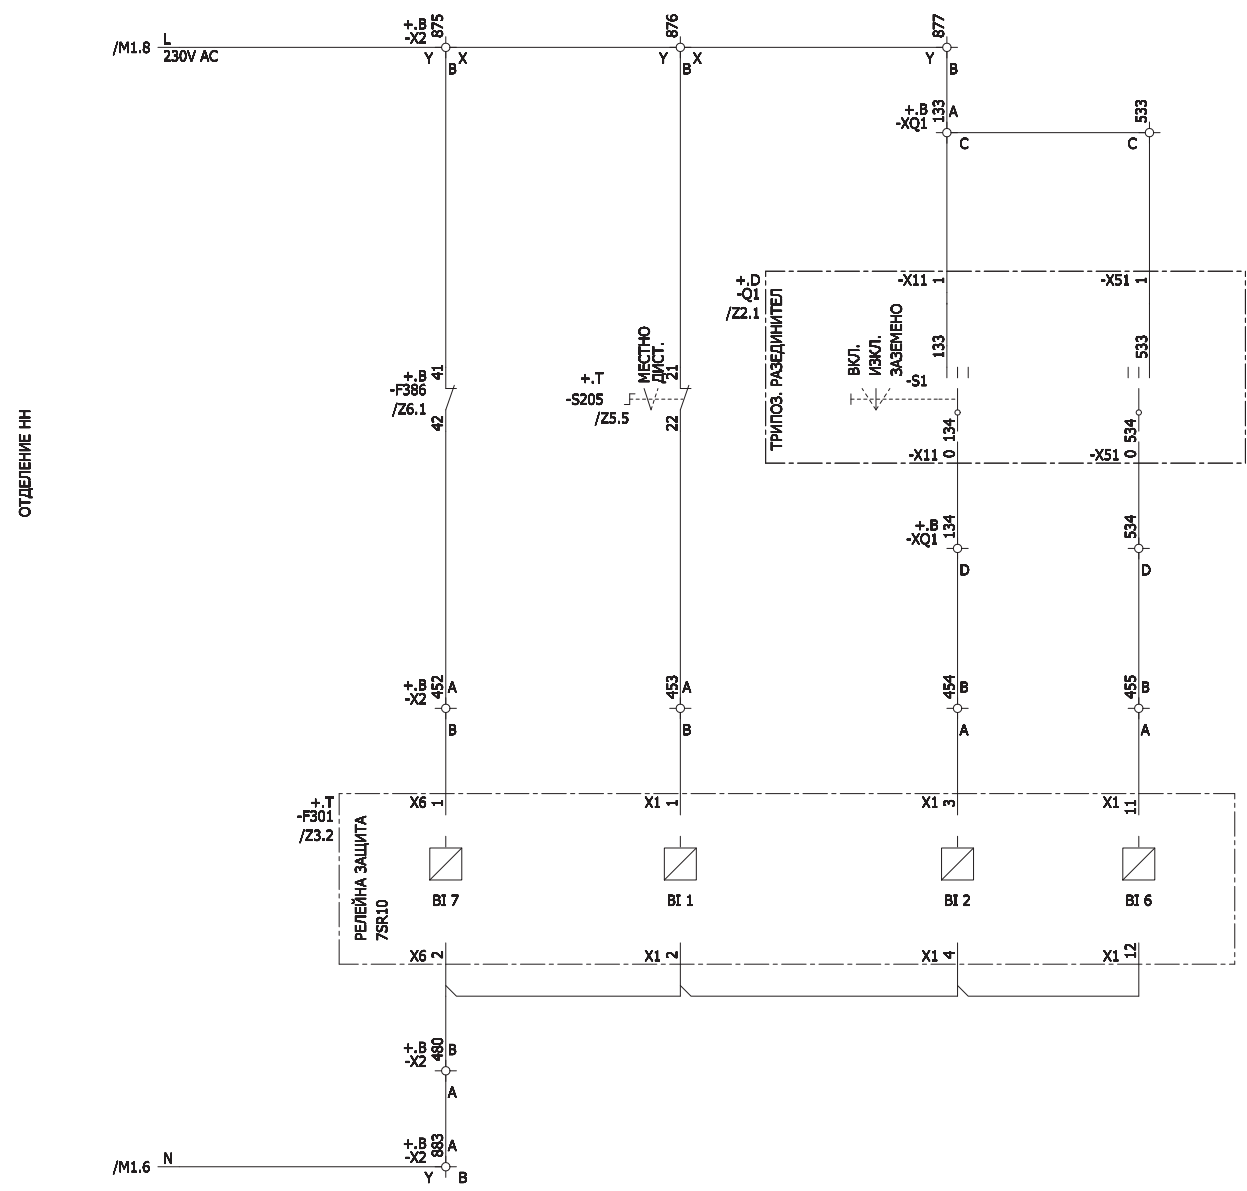 +.B
-X2
875
876
877
/M1.8
L
230V AC
Y
X
B
Y
X
B
Y
B
+.B
-XQ1
133
A
C
533
C
+.D
-Q1
/Z2.1
ТРИПОЗ. РАЗЕДИНИТЕЛ
-X11
1
-X51
1
133
533
ВКЛ.
ИЗКЛ.
ЗАЗЕМЕНО
-S1
+.B
-F386
/Z6.1
41
42
+.T
-S205
/Z5.5
МЕСТНО
ДИСТ.
21
22
134
534
-X11
0
-X51
0
ОТДЕЛЕНИЕ НН
+.B
-XQ1
134
D
534
D
+.B
-X2
452
A
B
453
A
B
454
B
A
455
B
A
+.T
-F301
/Z3.2
РЕЛЕЙНА ЗАЩИТА
7SR10
X6
1
X1
1
X1
3
X1
11
BI 7
BI 1
BI 2
BI 6
X6
2
X1
2
X1
4
X1
12
+.B
-X2
480
B
A
+.B
-X2
883
A
/M1.6
N
Y
B